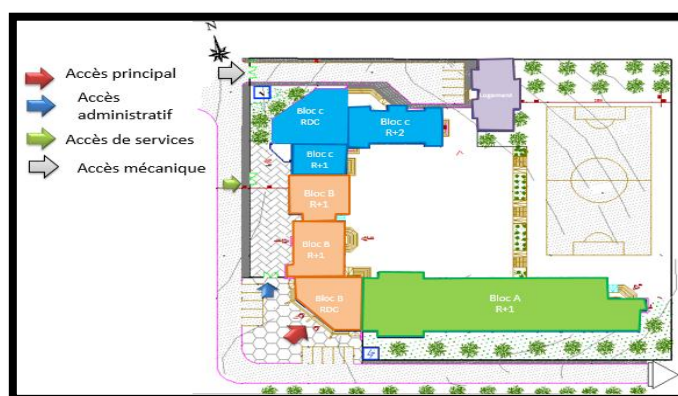 N
Accès principal
Accès
administratif
Accès de services
Accès mécanique
Bloc c
RDC
Bloc c
R+2
Logement
Bloc c
R+1
Bloc B
R+1
Bloc B
R+1
Bloc B
RDC
Bloc A
R+1